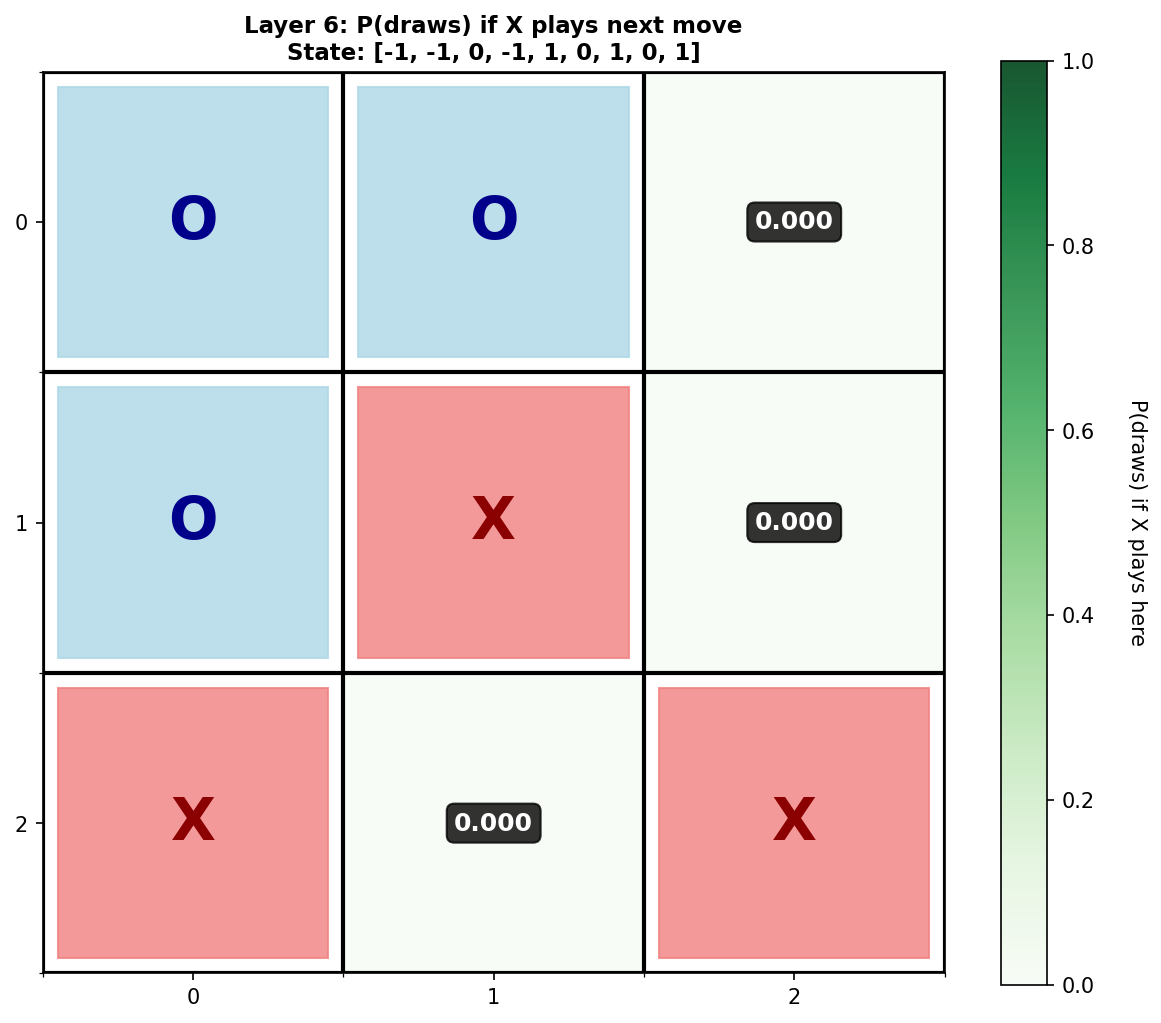 Layer 6: P(draws) if X plays next move
State: [-1, -1, 0, -1, 1, 0, 1, 0, 1]
0
O
O
0.000
1
O
X
0.000
2
X
0.000
X
0
1
2
1.0
0.8
0.6
0.4
0.2
0.0
P(draws) if X plays here